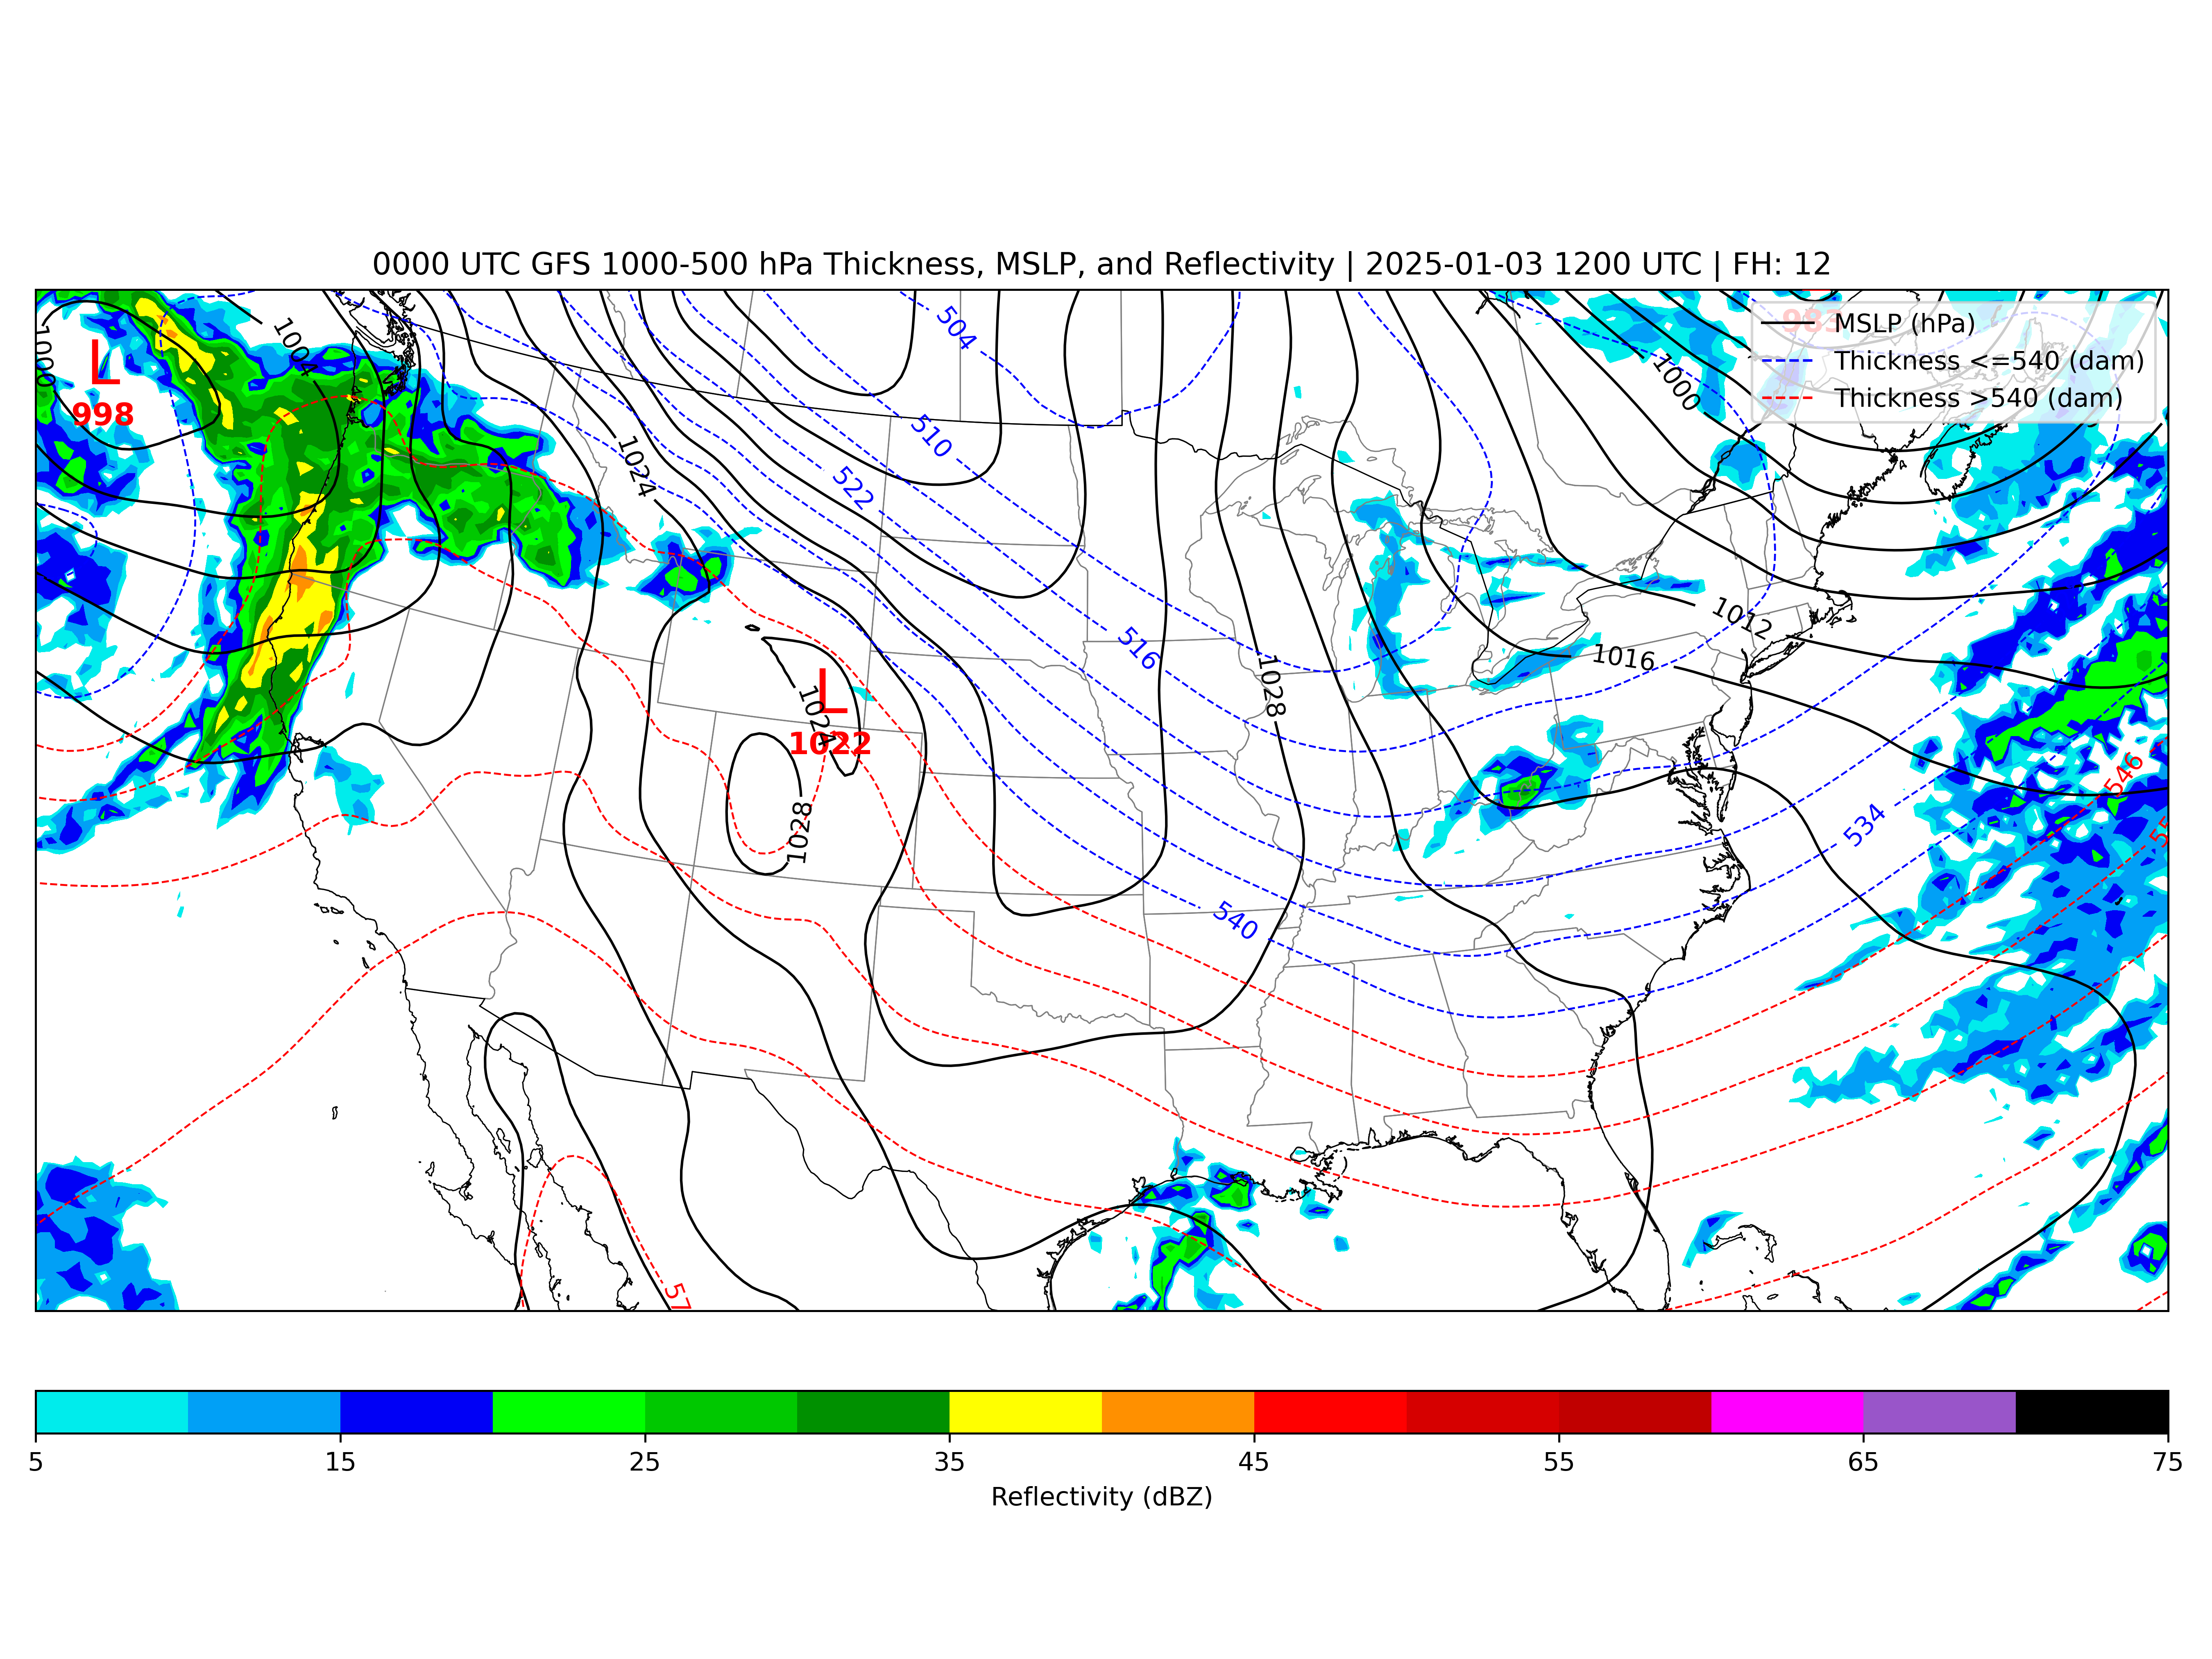 0000 UTC GFS 1000-500 hPa Thickness, MSLP, and Reflectivity | 2025-01-03 1200 UTC | FH: 12
983
MSLP (hPa)
Thickness <=540 (dam)
Thickness >540 (dam)
1000
L
998
1004
504
1000
510
1024
522
1012
516
1016
1028
L
1024
1022
1028
546
534
55
540
57
5 15 25 35 45 55 65 75
Reflectivity (dBZ)